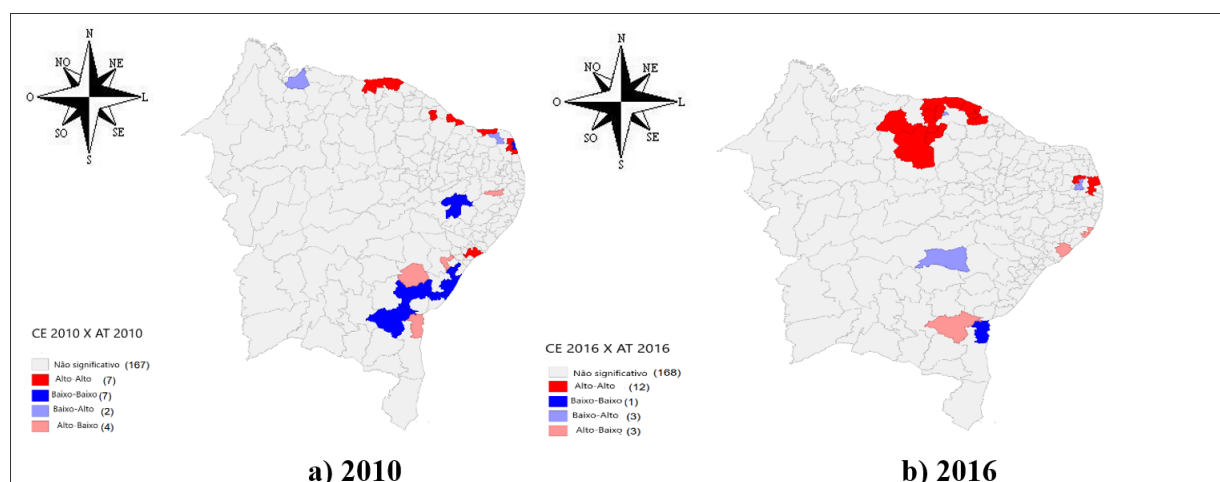 N
NO
NE
O
L
SO
SE
S
CE 2010 X AT 2010
Não significativo (167)
Alto-Alto (7)
Baixo-Baixo (7)
Baixo-Alto (2)
Alto-Baixo (4)
a) 2010
N
NO
NE
O
L
SO
SE
S
CE 2016 X AT 2016
Não significativo (168)
Alto-Alto (12)
Baixo-Baixo (1)
Baixo-Alto (3)
Alto-Baixo (3)
b) 2016